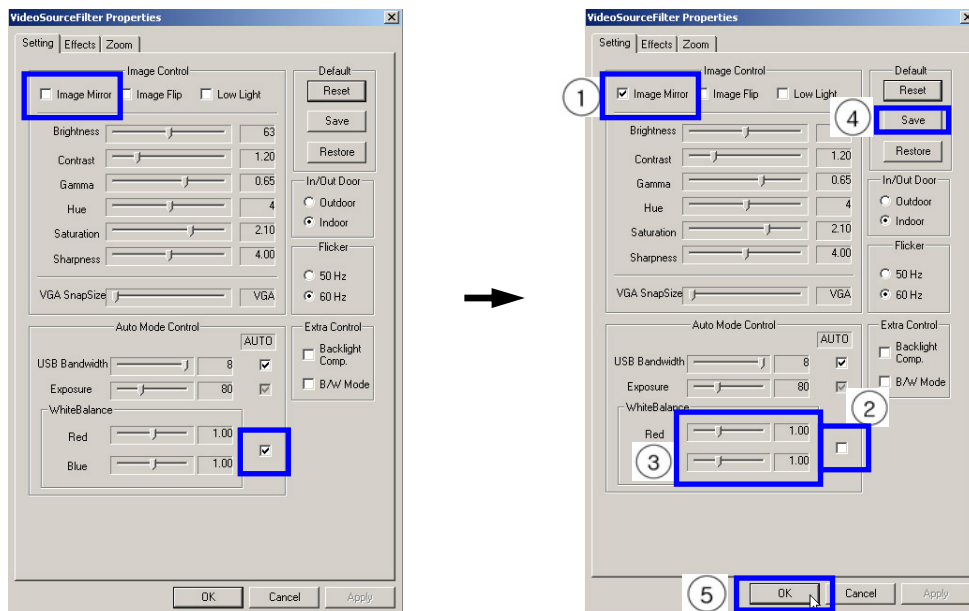 VideoSourceFilter Properties
Setting Effects Zoom
Image Control
Image Mirror Image Flip Low Light
Brightness 63
Contrast 1.20
Gamma 0.65
Hue 4
Saturation 2.10
Sharpness 4.00
VGA SnapSize VGA
Default
Reset
Save
Restore
In/Out Door
Outdoor
Indoor
Flicker
50 Hz
60 Hz
Auto Mode Control
AUTO
USB Bandwidth 8
Exposure 80
WhiteBalance
Red 1.00
Blue 1.00
Extra Control
Backlight
Comp.
B/W Mode
OK Cancel Apply
VideoSourceFilter Properties
Setting Effects Zoom
Image Control
1 Image Mirror Image Flip Low Light
Brightness
Contrast 1.20
Gamma 0.65
Hue 4
Saturation 2.10
Sharpness 4.00
VGA SnapSize VGA
Default
Reset
4 Save
Restore
In/Out Door
Outdoor
Indoor
Flicker
50 Hz
60 Hz
Auto Mode Control
AUTO
USB Bandwidth 8
Exposure 80
WhiteBalance
2
Red 1.00
3 1.00
Extra Control
Backlight
Comp.
B/W Mode
5 OK Cancel Apply